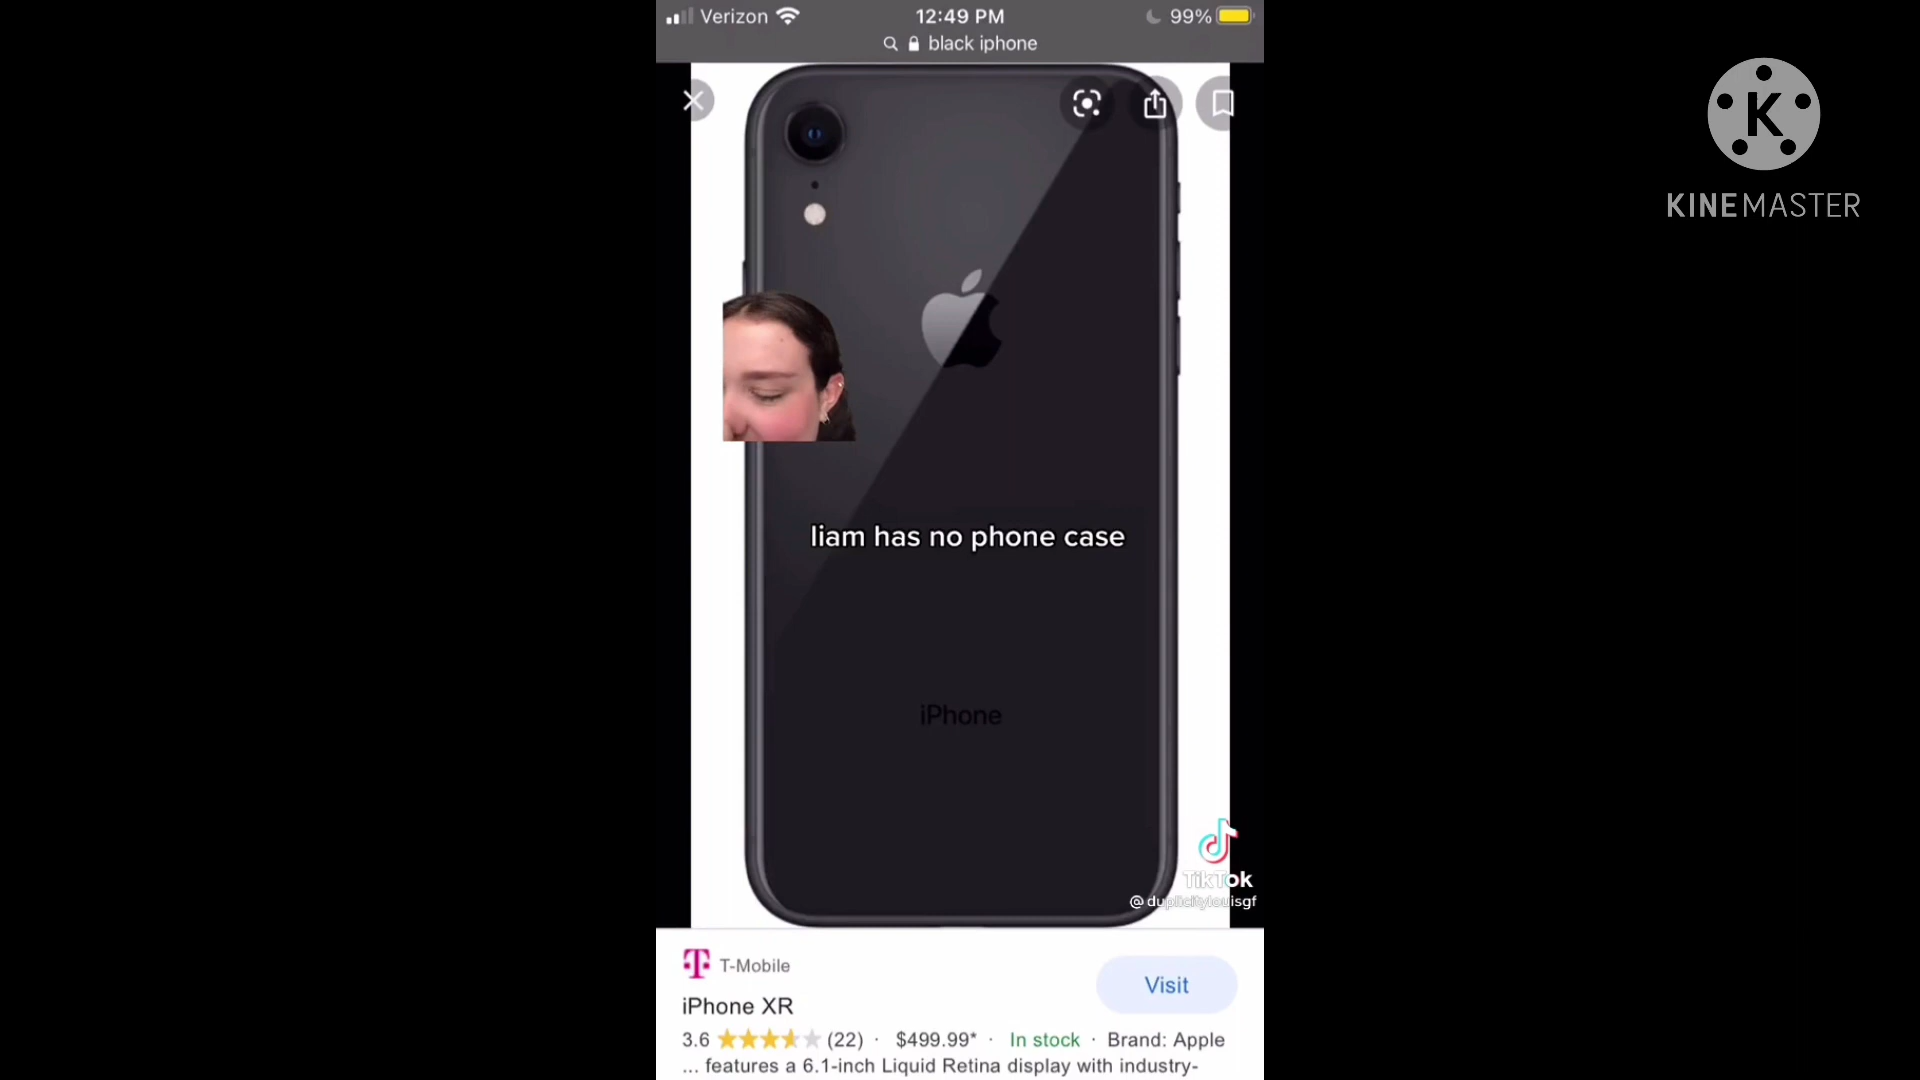 Verizon 12:49 PM 99%
black iphone
K
KINEMASTER
liam has no phone case
iPhone
TikTok
@duplicitylouisgf
T-Mobile
Visit
iPhone XR
3.6 (22) · $499.99* · In stock · Brand: Apple
... features a 6.1-inch Liquid Retina display with industry-